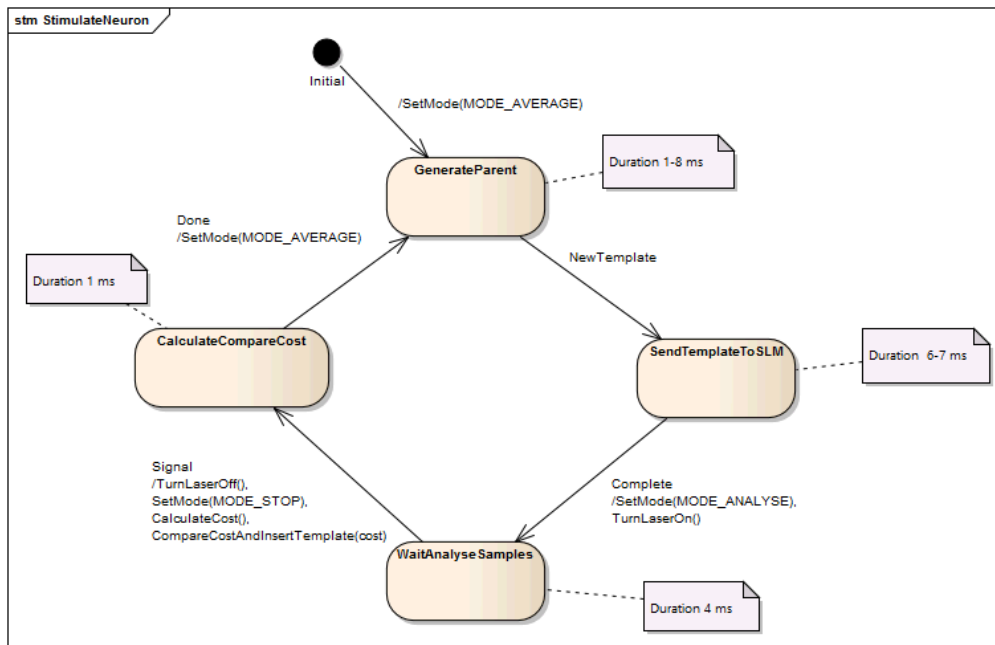 stm StimulateNeuron
Initial
/SetMode(MODE_AVERAGE)
GenerateParent
Duration 1-8 ms
Done
/SetMode(MODE_AVERAGE)
NewTemplate
Duration 1 ms
CalculateCompareCost
SendTemplateToSLM
Duration  6-7 ms
Signal
/TurnLaserOff(),
SetMode(MODE_STOP),
CalculateCost(),
CompareCostAndInsertTemplate(cost)
Complete
/SetMode(MODE_ANALYSE),
TurnLaserOn()
WaitAnalyseSamples
Duration 4 ms